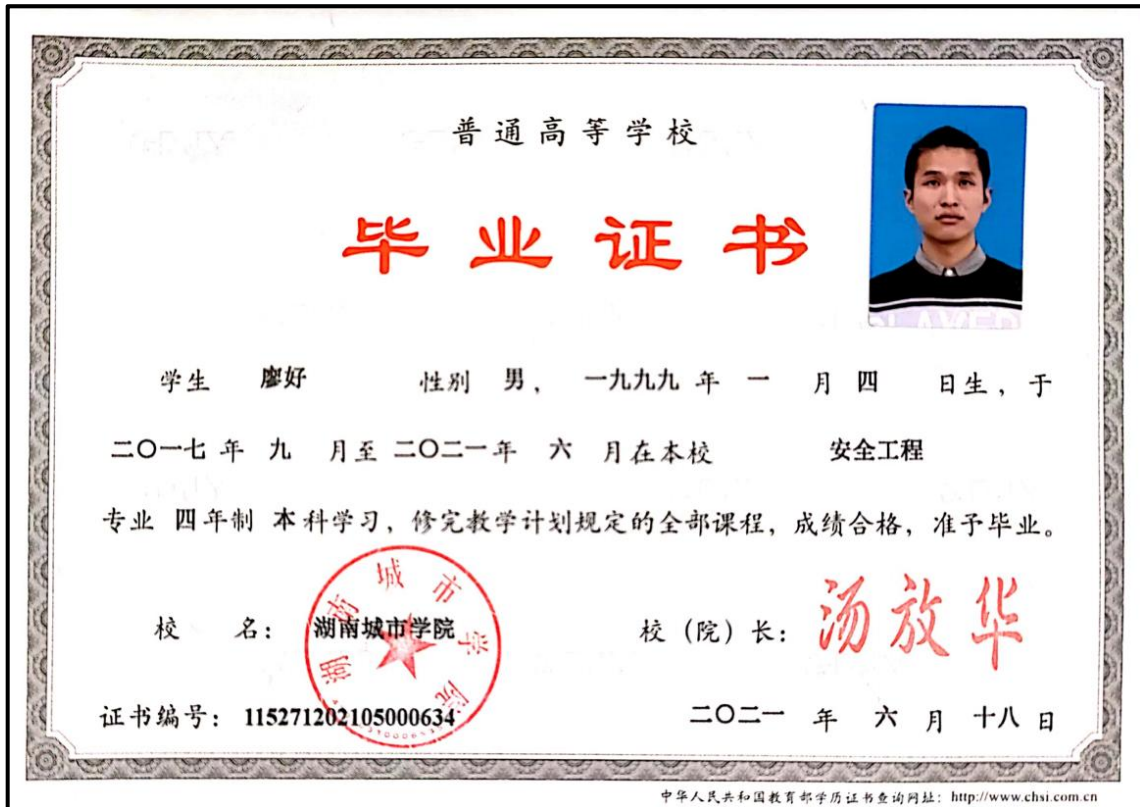 普通高等学校
毕业证书
学生 廖好 性别 男， 一九九九 年 一 月 四 日生，于
二〇一七 年 九 月至 二〇二一 年 六 月在本校 安全工程
专业 四年制 本科学习，修完教学计划规定的全部课程，成绩合格，准予毕业。
校 名： 湖南城市学院
湖南城市学院
校（院）长： 汤放华
证书编号： 115271202105000634
二〇二一 年 六 月 十八 日
中华人民共和国教育部学历证书查询网址：http://www.chsi.com.cn